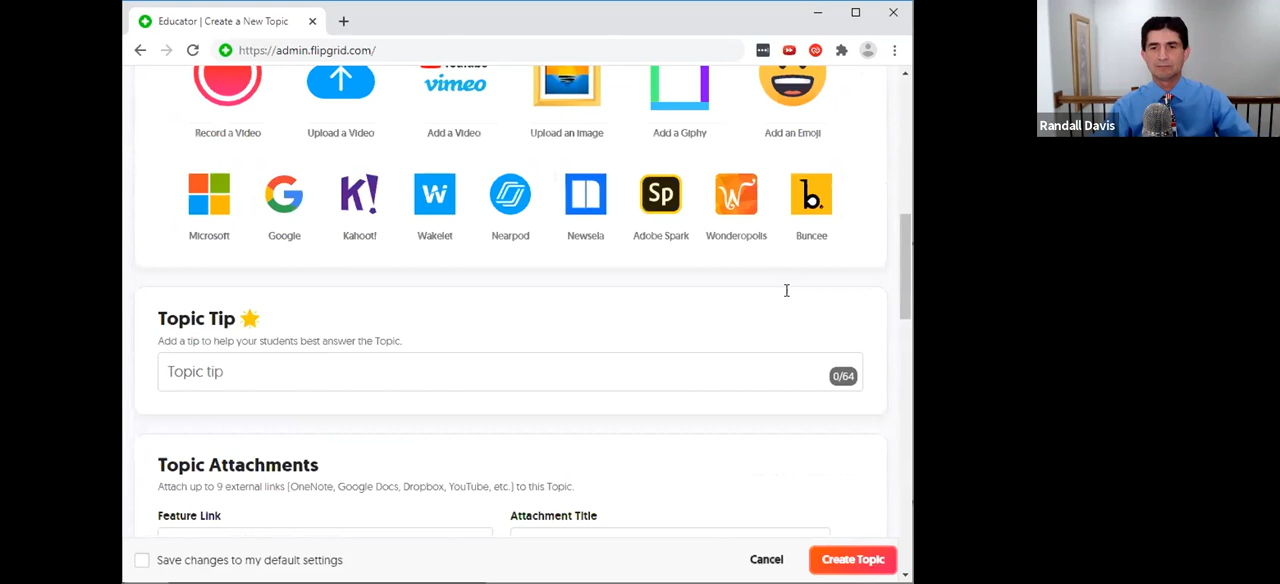 Educator | Create a New Topic
https://admin.flipgrid.com/
Randall Davis
vimeo
Record a Video Upload a Video Add a Video Upload an Image Add a Giphy Add an Emoji
K! W Sp W b.
Microsoft Google Kahoot! Wakelet Nearpod Newsela Adobe Spark Wonderopolis Buncee
Topic Tip
Add a tip to help your students best answer the Topic.
Topic tip 0/64
Topic Attachments
Attach up to 9 external links (OneNote, Google Docs, Dropbox, YouTube, etc.) to this Topic.
Feature Link Attachment Title
Save changes to my default settings Cancel Create Topic